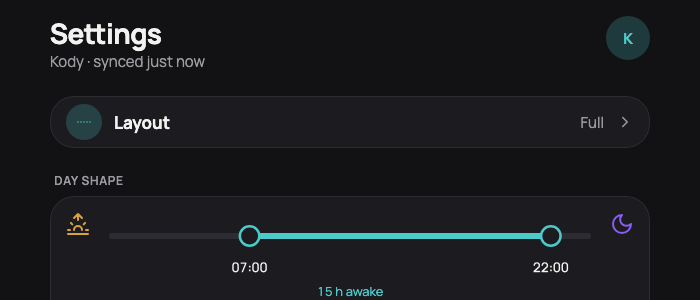 Settings
K
Kody · synced just now
Layout
Full
DAY SHAPE
07:00
22:00
15 h awake